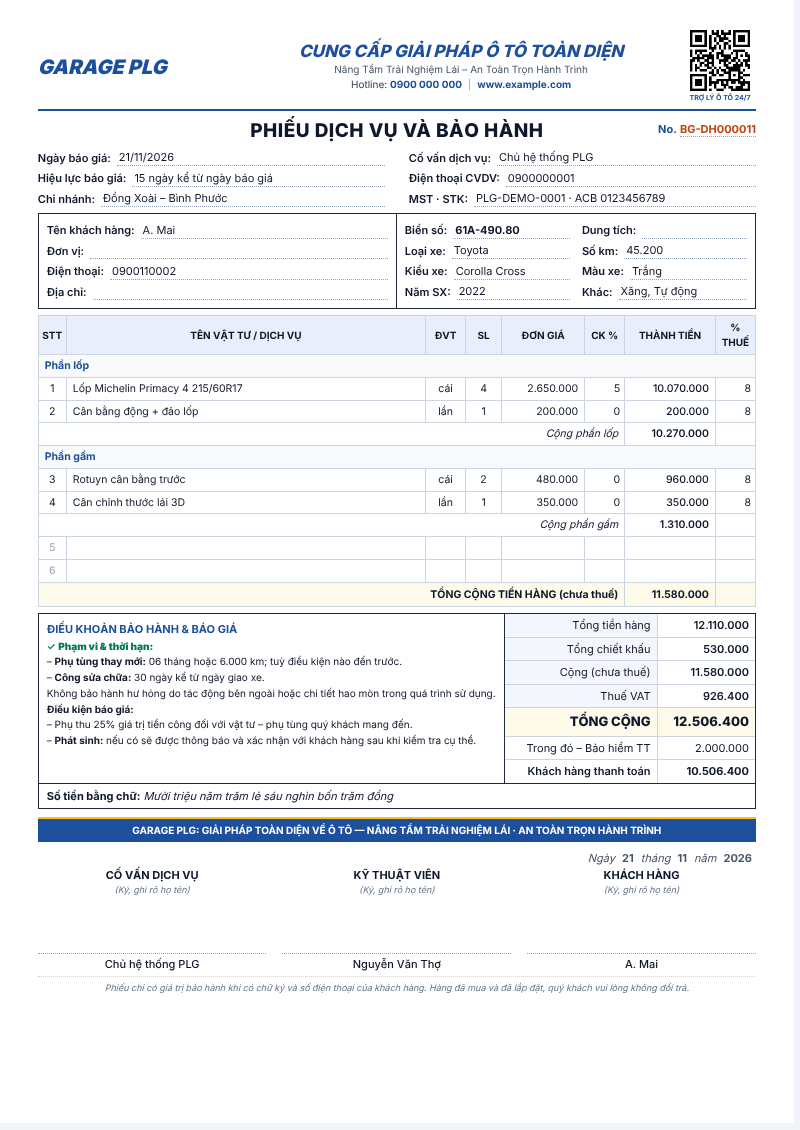 GARAGE PLG
CUNG CẤP GIẢI PHÁP Ô TÔ TOÀN DIỆN
Nâng Tầm Trải Nghiệm Lái – An Toàn Trọn Hành Trình
Hotline: 0900 000 000 | www.example.com
TRỢ LÝ Ô TÔ 24/7
PHIẾU DỊCH VỤ VÀ BẢO HÀNH
No. BG-DH000011
Ngày báo giá: 21/11/2026
Cố vấn dịch vụ: Chủ hệ thống PLG
Hiệu lực báo giá: 15 ngày kể từ ngày báo giá
Điện thoại CVDV: 0900000001
Chi nhánh: Đồng Xoài – Bình Phước
MST · STK: PLG-DEMO-0001 · ACB 0123456789
Tên khách hàng: A. Mai
Biển số: 61A-490.80
Dung tích:
Đơn vị:
Loại xe: Toyota
Số km: 45.200
Điện thoại: 0900110002
Kiểu xe: Corolla Cross
Màu xe: Trắng
Địa chỉ:
Năm SX: 2022
Khác: Xăng, Tự động
STT TÊN VẬT TƯ / DỊCH VỤ ĐVT SL ĐƠN GIÁ CK % THÀNH TIỀN % THUẾ
Phần lốp
1 Lốp Michelin Primacy 4 215/60R17 cái 4 2.650.000 5 10.070.000 8
2 Cân bằng động + đảo lốp lần 1 200.000 0 200.000 8
Cộng phần lốp 10.270.000
Phần gầm
3 Rotuyn cân bằng trước cái 2 480.000 0 960.000 8
4 Cân chỉnh thước lái 3D lần 1 350.000 0 350.000 8
Cộng phần gầm 1.310.000
5
6
TỔNG CỘNG TIỀN HÀNG (chưa thuế) 11.580.000
ĐIỀU KHOẢN BẢO HÀNH & BÁO GIÁ
✓ Phạm vi & thời hạn:
– Phụ tùng thay mới: 06 tháng hoặc 6.000 km; tuỳ điều kiện nào đến trước.
– Công sửa chữa: 30 ngày kể từ ngày giao xe.
Không bảo hành hư hỏng do tác động bên ngoài hoặc chi tiết hao mòn trong quá trình sử dụng.
Điều kiện báo giá:
– Phụ thu 25% giá trị tiền công đối với vật tư – phụ tùng quý khách mang đến.
– Phát sinh: nếu có sẽ được thông báo và xác nhận với khách hàng sau khi kiểm tra cụ thể.
Tổng tiền hàng 12.110.000
Tổng chiết khấu 530.000
Cộng (chưa thuế) 11.580.000
Thuế VAT 926.400
TỔNG CỘNG 12.506.400
Trong đó – Bảo hiểm TT 2.000.000
Khách hàng thanh toán 10.506.400
Số tiền bằng chữ: Mười triệu năm trăm lẻ sáu nghìn bốn trăm đồng
GARAGE PLG: GIẢI PHÁP TOÀN DIỆN VỀ Ô TÔ — NÂNG TẦM TRẢI NGHIỆM LÁI · AN TOÀN TRỌN HÀNH TRÌNH
Ngày 21 tháng 11 năm 2026
CỐ VẤN DỊCH VỤ KỸ THUẬT VIÊN KHÁCH HÀNG
(Ký, ghi rõ họ tên) (Ký, ghi rõ họ tên) (Ký, ghi rõ họ tên)
Chủ hệ thống PLG Nguyễn Văn Thợ A. Mai
Phiếu chỉ có giá trị bảo hành khi có chữ ký và số điện thoại của khách hàng. Hàng đã mua và đã lắp đặt, quý khách vui lòng không đổi trả.